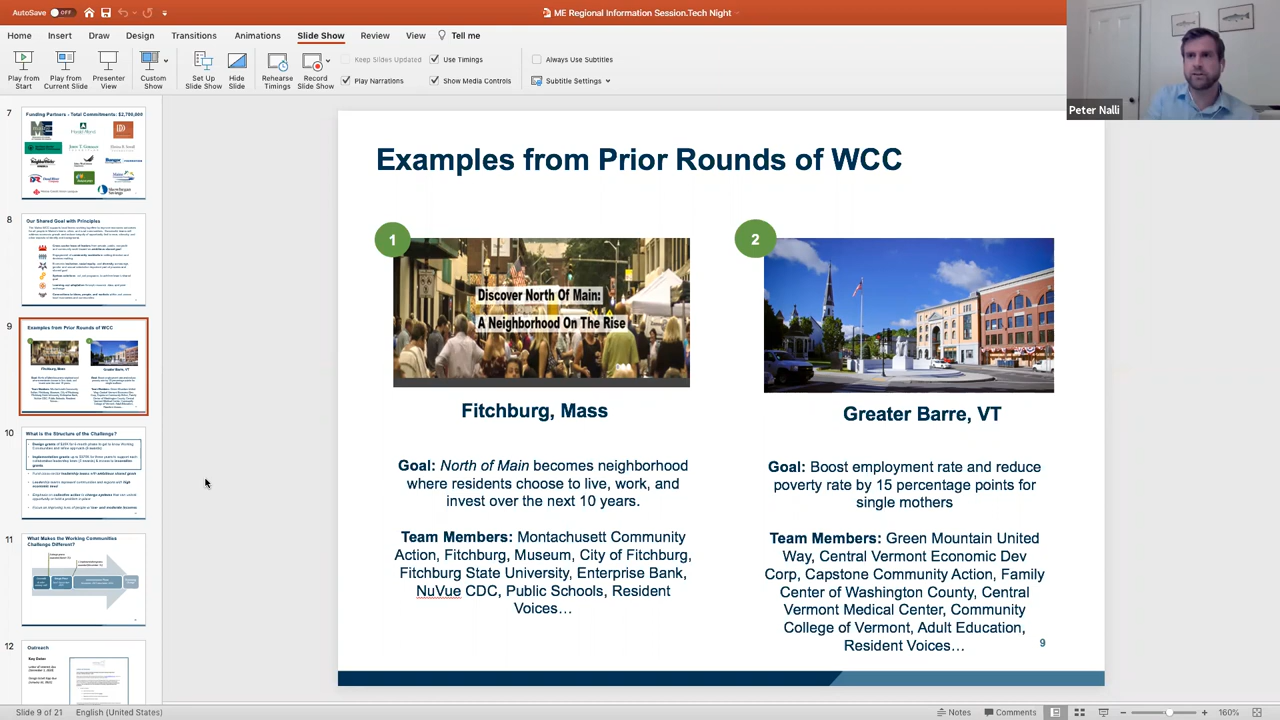 AutoSave OFF
ME Regional Information Session.Tech Night
Home Insert Draw Design Transitions Animations Slide Show Review View Tell me
Play from Start
Play from Current Slide
Presenter View
Custom Show
Set Up Slide Show
Hide Slide
Rehearse Timings
Record Slide Show
Keep Slides Updated
Use Timings
Always Use Subtitles
Play Narrations
Show Media Controls
Subtitle Settings
Peter Nalli
7
Funding Partners - Total Commitments: $2,700,000
8
Our Shared Goal with Principles
9
Examples from Prior Rounds of WCC
Fitchburg, Mass
Greater Barre, VT
10
What is the Structure of the Challenge?
11
What Makes the Working Communities
Challenge Different?
12
Outreach
Key Dates
Examples from Prior Rounds of WCC
1
Discover North Of Main:
A Neighborhood On The Rise
Fitchburg, Mass
Goal: North of Main becomes neighborhood
where residents choose to live, work, and
invest over the next 10 years.
Team Members: Montachusett Community
Action, Fitchburg, Museum, City of Fitchburg,
Fitchburg State University, Enterprise Bank,
NuVue CDC, Public Schools, Resident
Voices…
Greater Barre, VT
Boost employment rate and reduce
poverty rate by 15 percentage points for
single mothers
Team Members: Green Mountain United
Way, Central Vermont Economic Dev
Corp, Capstone Community Action, Family
Center of Washington County, Central
Vermont Medical Center, Community
College of Vermont, Adult Education,
Resident Voices…
9
Slide 9 of 21 English (United States)
Notes Comments 160%